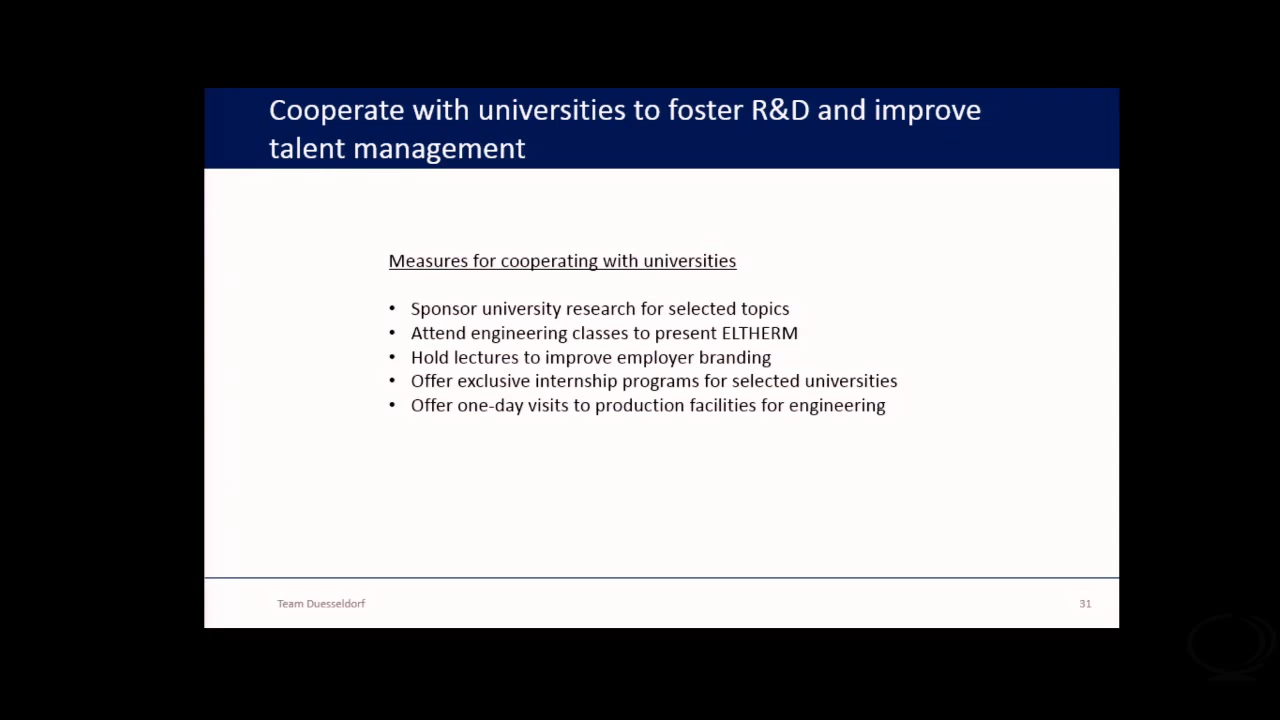 Cooperate with universities to foster R&D and improve
talent management
Measures for cooperating with universities
• Sponsor university research for selected topics
• Attend engineering classes to present ELTHERM
• Hold lectures to improve employer branding
• Offer exclusive internship programs for selected universities
• Offer one-day visits to production facilities for engineering
Team Duesseldorf
31